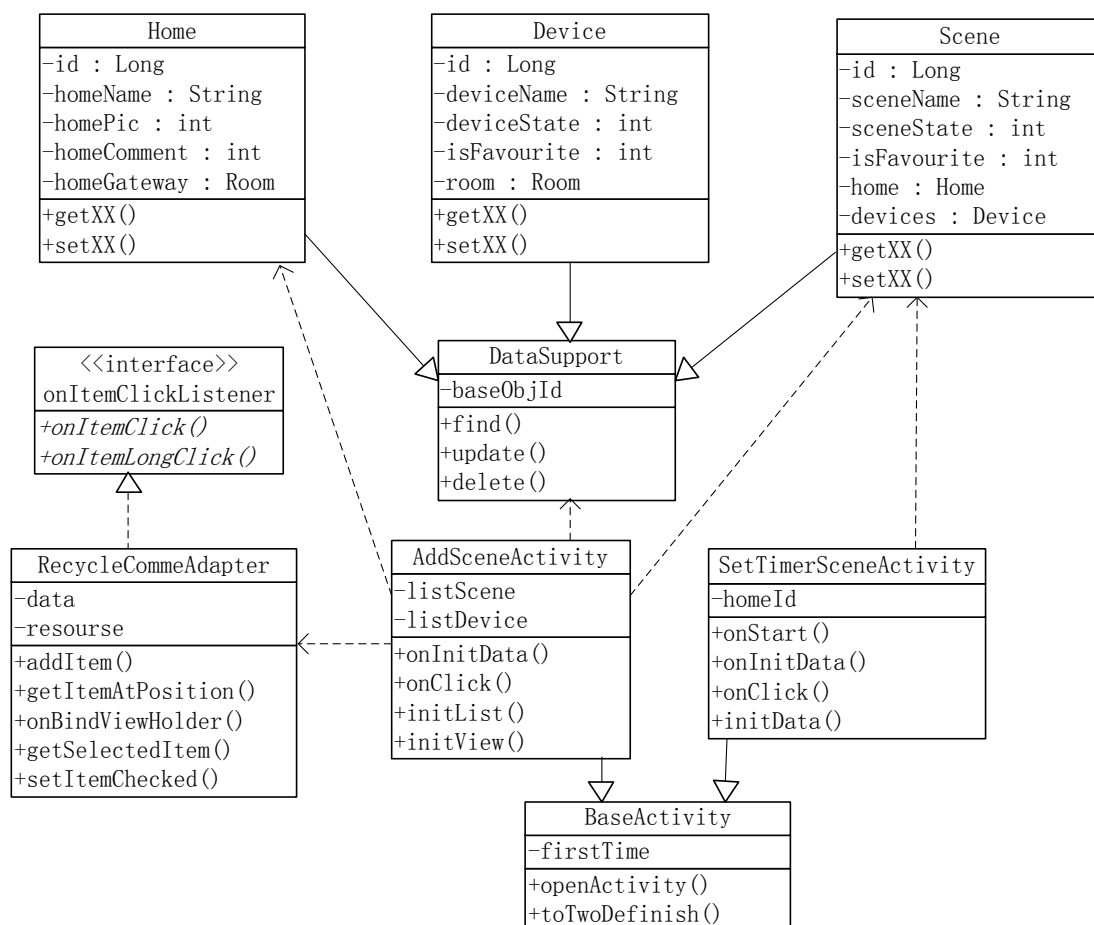 Home
-id : Long
-homeName : String
-homePic : int
-homeComment : int
-homeGateway : Room
+getXX()
+setXX()
Device
-id : Long
-deviceName : String
-deviceState : int
-isFavourite : int
-room : Room
+getXX()
+setXX()
Scene
-id : Long
-sceneName : String
-sceneState : int
-isFavourite : int
-home : Home
-devices : Device
+getXX()
+setXX()
<<interface>>
onItemClickListener
+onItemClick()
+onItemLongClick()
DataSupport
-baseObjId
+find()
+update()
+delete()
RecycleCommeAdapter
-data
-resourse
+addItem()
+getItemAtPosition()
+onBindViewHolder()
+getSelectedItem()
+setItemChecked()
AddSceneActivity
-listScene
-listDevice
+onInitData()
+onClick()
+initList()
+initView()
SetTimerSceneActivity
-homeId
+onStart()
+onInitData()
+onClick()
+initData()
BaseActivity
-firstTime
+openActivity()
+toTwoDefinish()